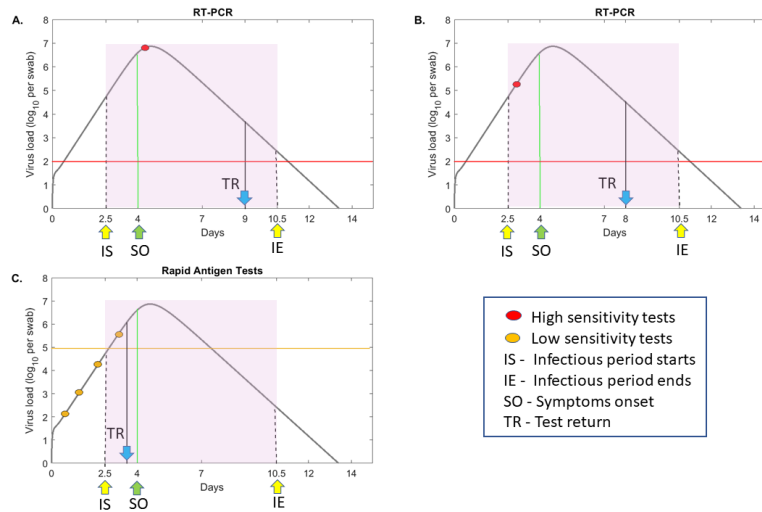 A.
RT-PCR
Virus load (log10 per swab)
8
7
6
5
4
3
2
1
0
TR
0 2.5 4 7 9 10.5 12 14
Days
IS SO IE
B.
RT-PCR
Virus load (log10 per swab)
8
7
6
5
4
3
2
1
0
TR
0 2.5 4 7 8 10.5 12 14
Days
IS SO IE
C.
Rapid Antigen Tests
Virus load (log10 per swab)
8
7
6
5
4
3
2
1
0
TR
0 2.5 4 7 10.5 12 14
Days
IS SO IE
High sensitivity tests
Low sensitivity tests
IS - Infectious period starts
IE - Infectious period ends
SO - Symptoms onset
TR - Test return